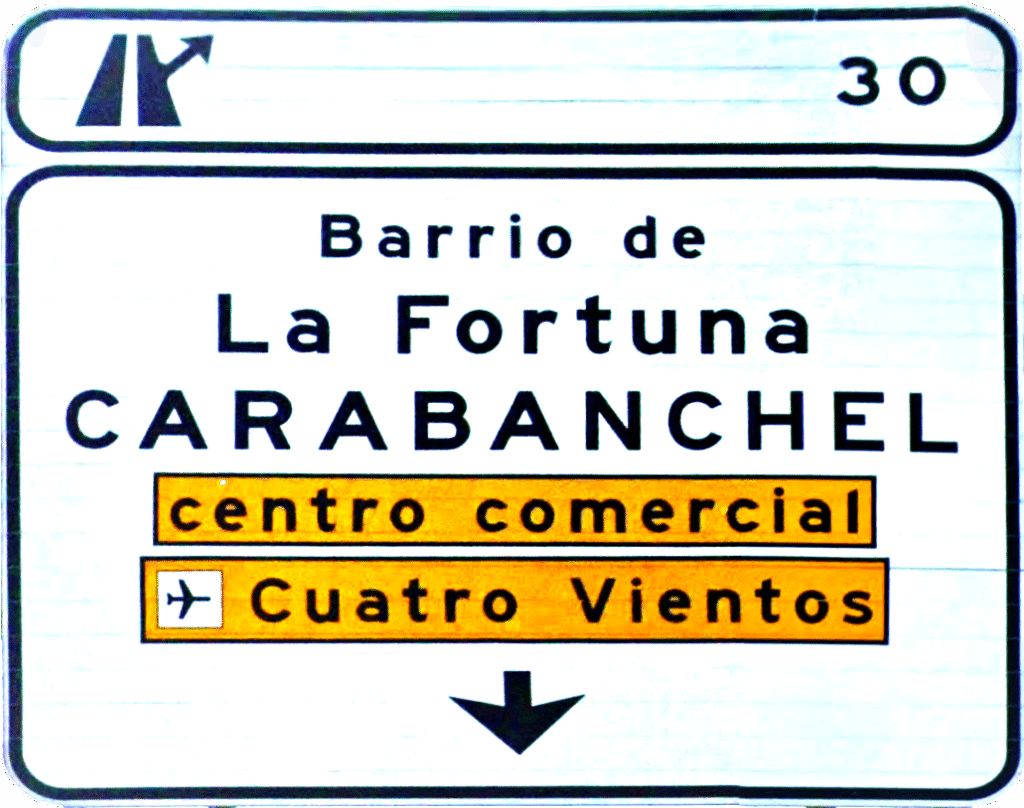 30
Barrio de
La Fortuna
CARABANCHEL
centro comercial
Cuatro Vientos